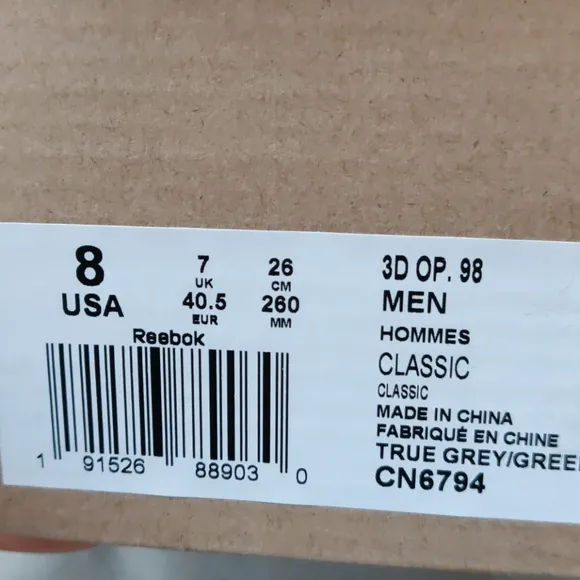 8
USA
7
UK
40.5
EUR
26
CM
260
MM
Reebok
1 91526 88903 0
3D OP. 98
MEN
HOMMES
CLASSIC
CLASSIC
MADE IN CHINA
FABRIQUÉ EN CHINE
TRUE GREY/GREE
CN6794